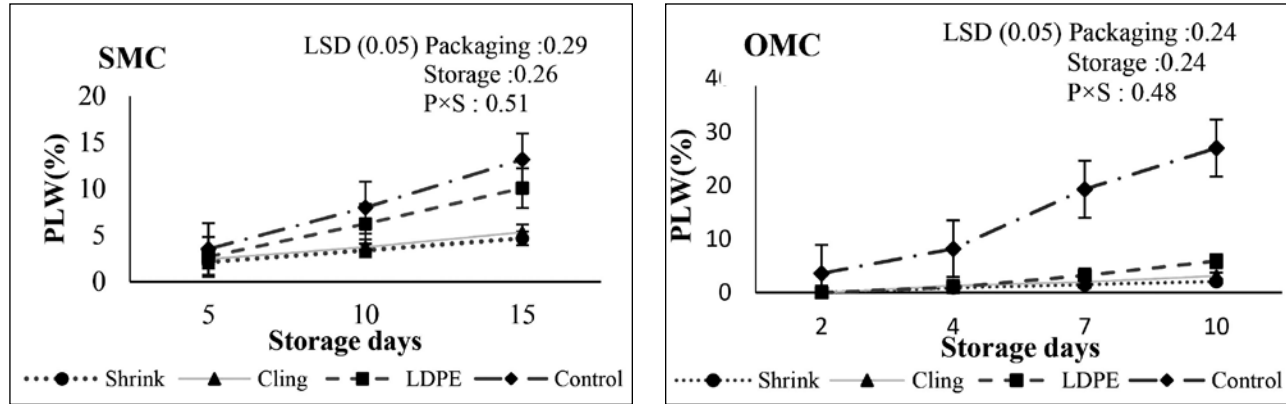 SMC
LSD (0.05) Packaging :0.29
Storage :0.26
P×S : 0.51
PLW(%)
20
15
10
5
0
5 10 15
Storage days
Shrink Cling LDPE Control
OMC
LSD (0.05) Packaging :0.24
Storage :0.24
P×S : 0.48
PLW(%)
40
30
20
10
0
2 4 7 10
Storage days
Shrink Cling LDPE Control